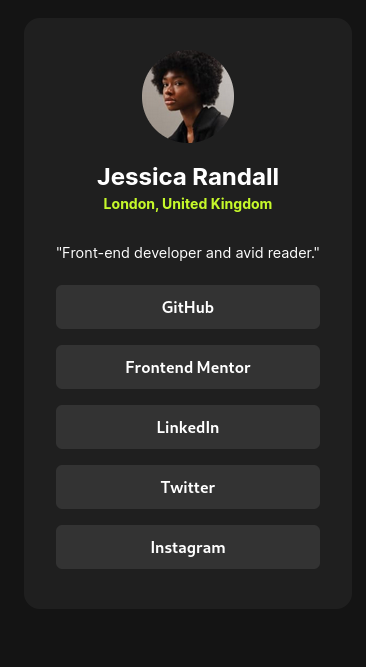 Jessica Randall
London, United Kingdom
"Front-end developer and avid reader."
GitHub
Frontend Mentor
LinkedIn
Twitter
Instagram